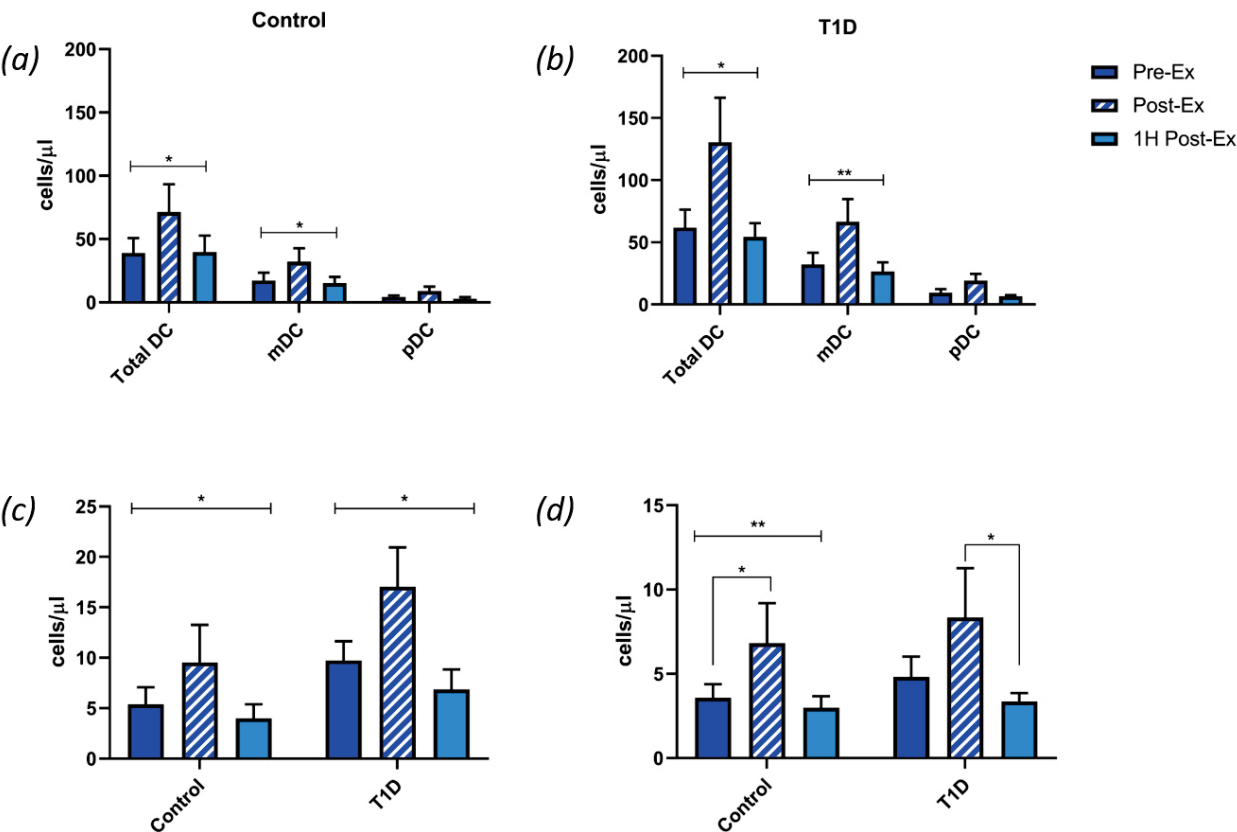 Control
(a)
200
150
100
50
0
cells/µl
*
*
Total DC
mDC
pDC
T1D
(b)
200
150
100
50
0
cells/µl
*
**
Total DC
mDC
pDC
Pre-Ex
Post-Ex
1H Post-Ex
(c)
25
20
15
10
5
0
cells/µl
*
*
Control
T1D
(d)
15
10
5
0
cells/µl
**
*
*
Control
T1D